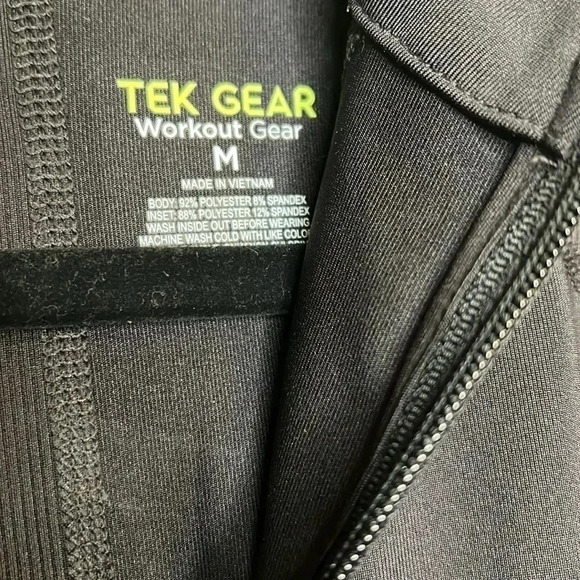 TEK GEAR
Workout Gear
M
MADE IN VIETNAM
BODY: 92% POLYESTER 8% SPANDEX
INSET: 88% POLYESTER 12% SPANDEX
WASH INSIDE OUT BEFORE WEARING
MACHINE WASH COLD WITH LIKE COLO